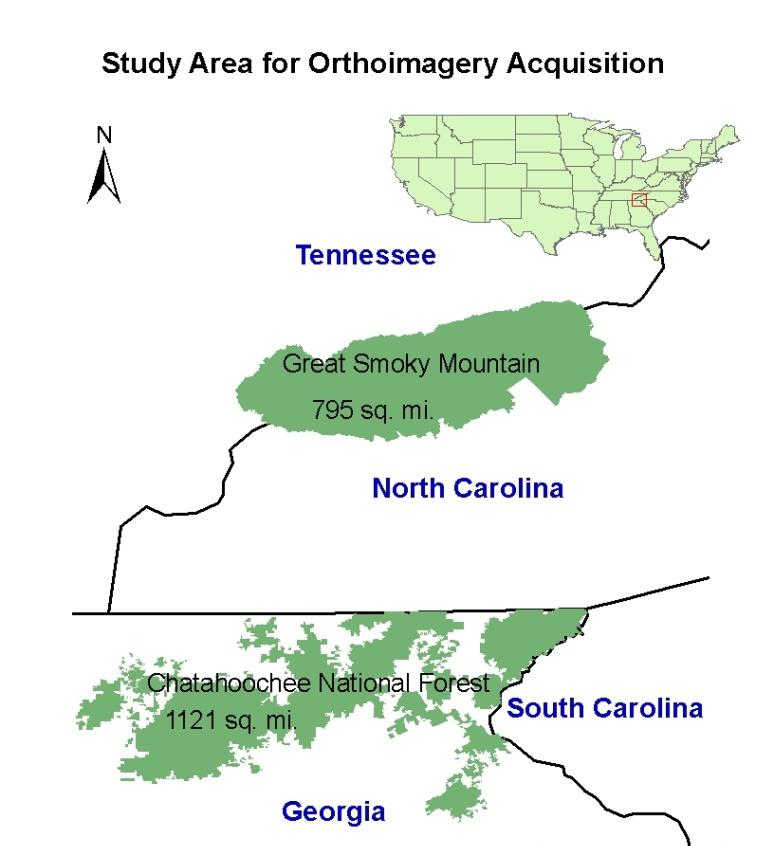 Study Area for Orthoimagery Acquisition
N
Tennessee
Great Smoky Mountain
795 sq. mi.
North Carolina
Chatahoochee National Forest
1121 sq. mi.
South Carolina
Georgia